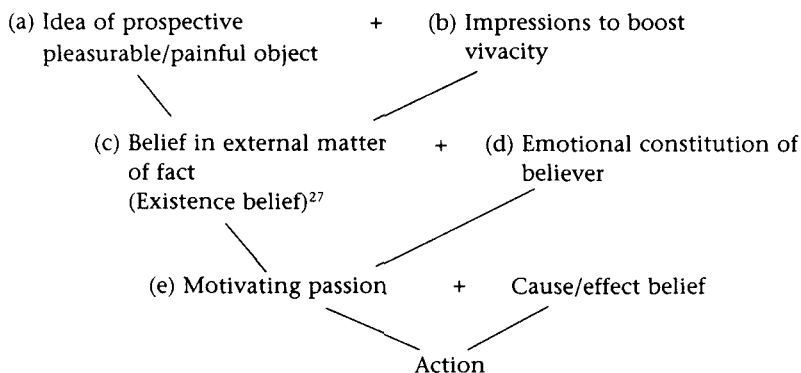 (a) Idea of prospective + (b) Impressions to boost
pleasurable/painful object vivacity
(c) Belief in external matter + (d) Emotional constitution of
of fact believer
(Existence belief)²⁷
(e) Motivating passion + Cause/effect belief
Action